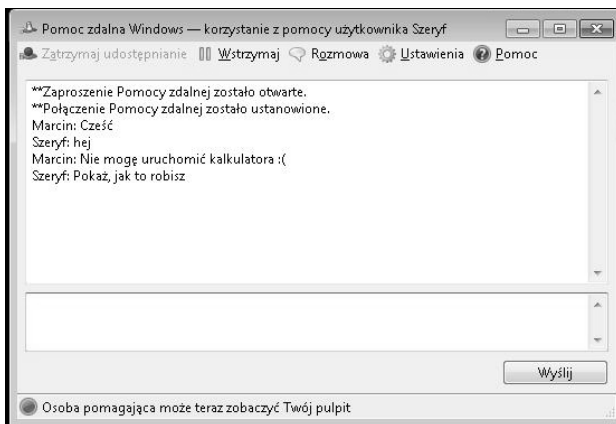 Pomoc zdalna Windows — korzystanie z pomocy użytkownika Szeryf
Zatrzymaj udostępnianie Wstrzymaj Rozmowa Ustawienia Pomoc
**Zaproszenie Pomocy zdalnej zostało otwarte.
**Połączenie Pomocy zdalnej zostało ustanowione.
Marcin: Cześć
Szeryf: hej
Marcin: Nie mogę uruchomić kalkulatora :(
Szeryf: Pokaż, jak to robisz
Wyślij
Osoba pomagająca może teraz zobaczyć Twój pulpit